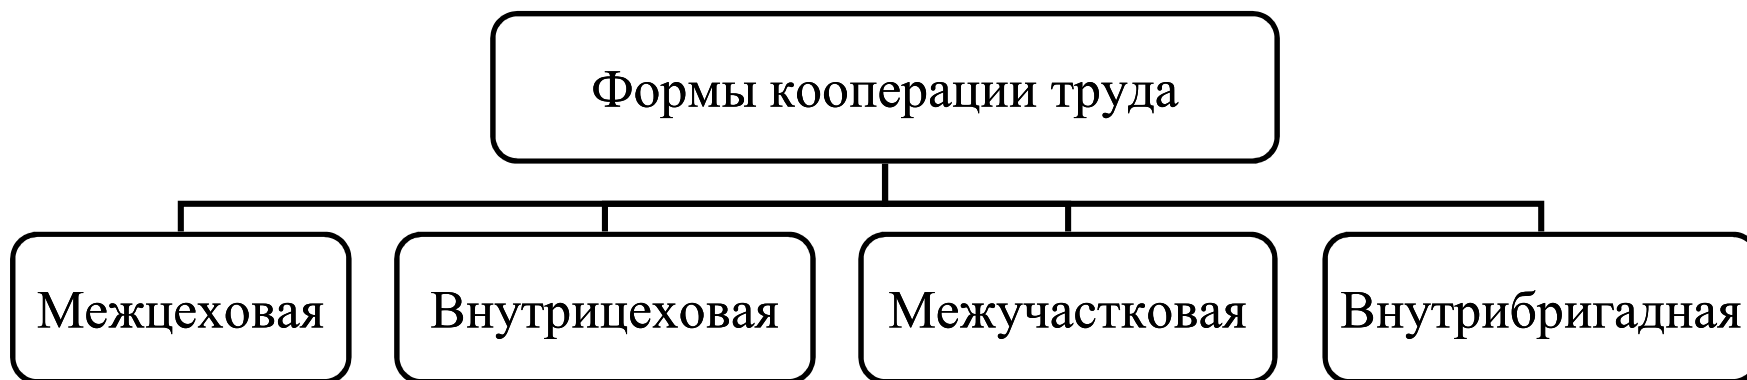 Формы кооперации труда
Межцеховая
Внутрицеховая
Межучастковая
Внутрибригадная